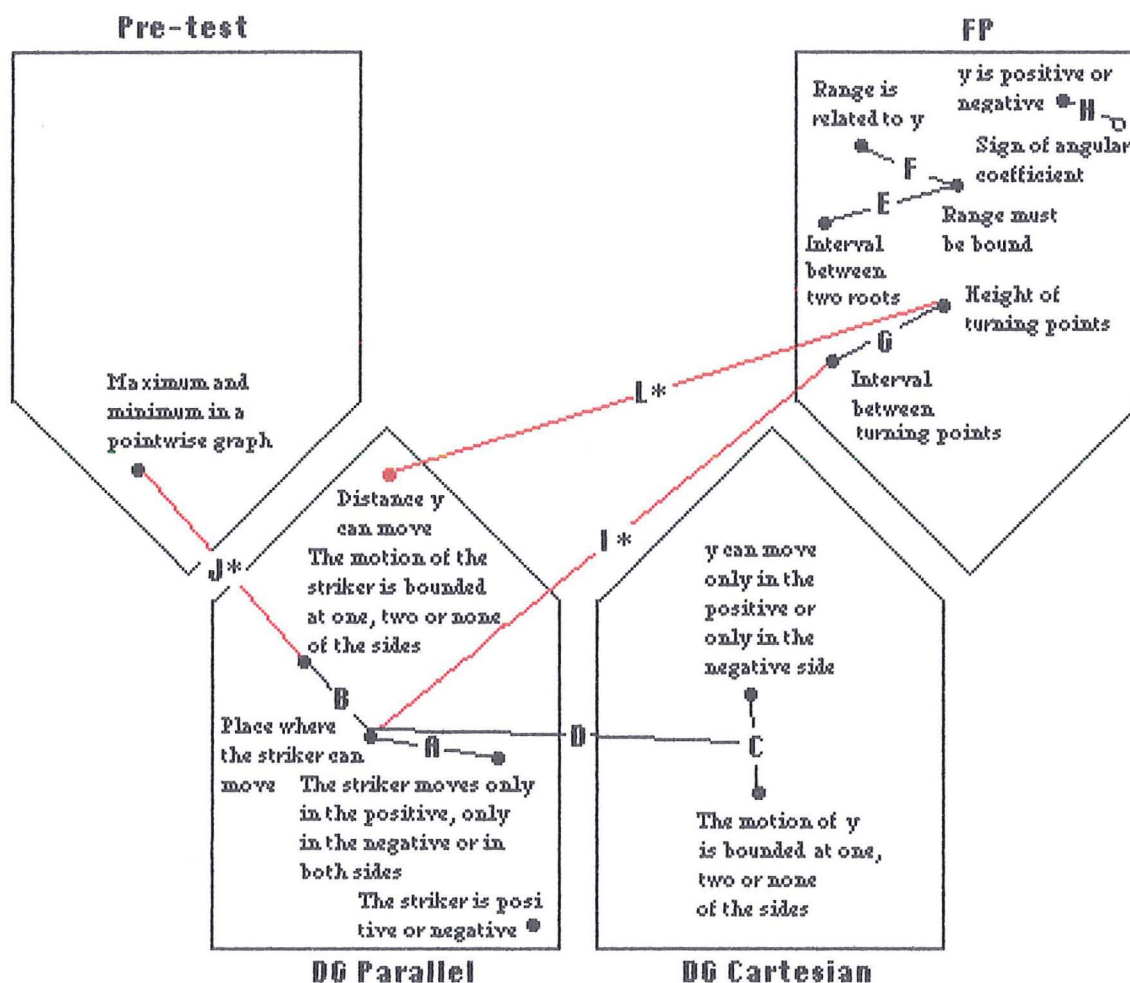 Pre-test
FP
y is positive or
negative
H
Range is
related to y
Sign of angular
coefficient
F
E
Range must
be bound
Interval
between
two roots
Height of
turning points
G
Interval
between
turning points
L*
Maximum and
minimum in a
pointwise graph
J*
I*
Distance y
can move
The motion of the
striker is bounded
at one, two or none
of the sides
B
Place where
the striker can
move
A
The striker moves only
in the positive, only
in the negative or in
both sides
The striker is posi
tive or negative
D
y can move
only in the
positive or
only in the
negative side
C
The motion of y
is bounded at one,
two or none
of the sides
DG Parallel
DG Cartesian